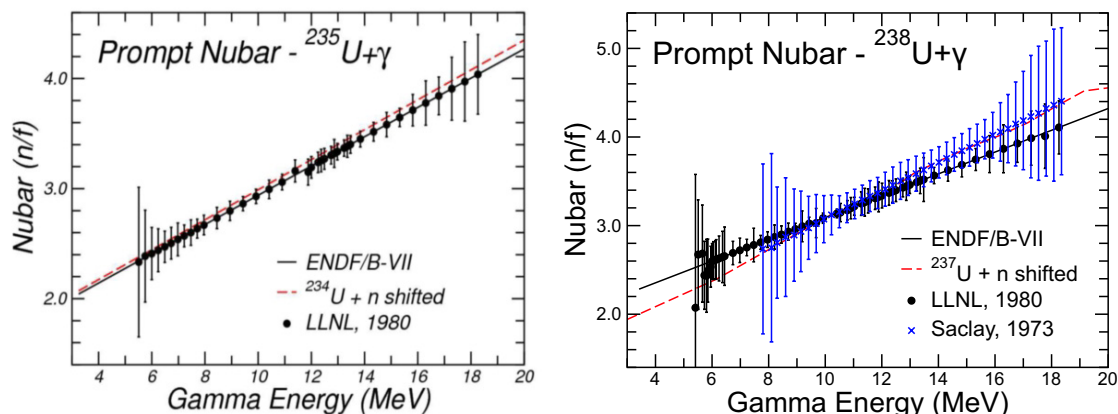 Prompt Nubar - ²³⁵U+γ
Nubar (n/f)
4.0
3.0
2.0
ENDF/B-VII
²³⁴U + n shifted
LLNL, 1980
4 6 8 10 12 14 16 18 20
Gamma Energy (MeV)
Prompt Nubar - ²³⁸U+γ
Nubar (n/f)
5.0
4.0
3.0
2.0
ENDF/B-VII
²³⁷U + n shifted
LLNL, 1980
Saclay, 1973
4 6 8 10 12 14 16 18 20
Gamma Energy (MeV)